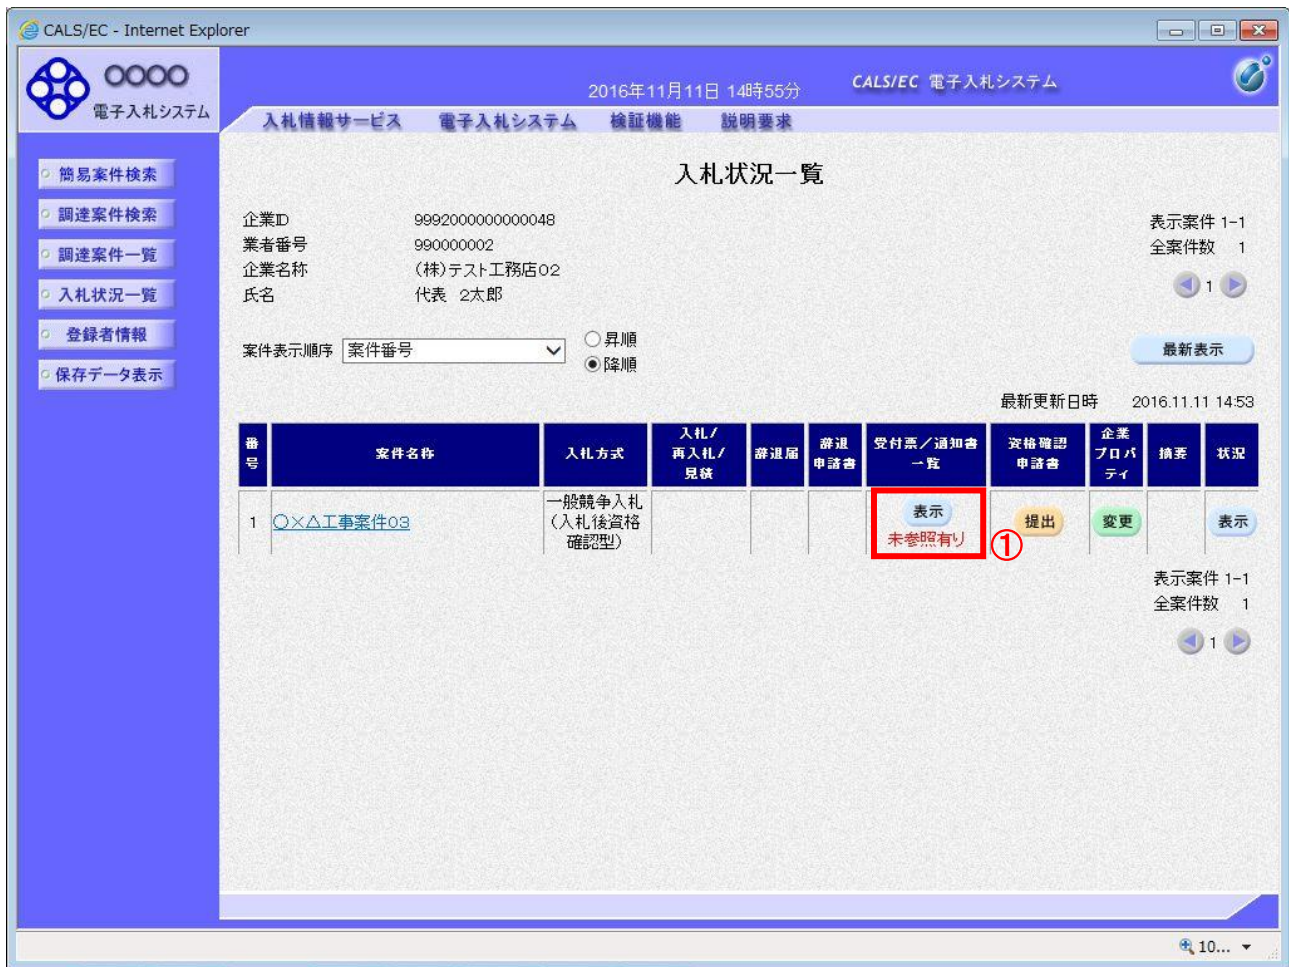 CALS/EC - Internet Explorer
〇〇〇〇
電子入札システム
2016年11月11日 14時55分
CALS/EC 電子入札システム
入札情報サービス 電子入札システム 検証機能 説明要求
簡易案件検索
調達案件検索
調達案件一覧
入札状況一覧
登録者情報
保存データ表示
入札状況一覧
企業ID 9992000000000048
業者番号 990000002
企業名称 (株)テスト工務店02
氏名 代表 2太郎
表示案件 1-1
全案件数 1
1
案件表示順序 案件番号
昇順
降順
最新表示
最新更新日時 2016.11.11 14:53
番号 案件名称 入札方式 入札/再入札/見積 辞退届 辞退申請書 受付票/通知書一覧 資格確認申請書 企業プロパティ 摘要 状況
1 〇×△工事案件03 一般競争入札(入札後資格確認型) 表示 未参照有り 提出 変更 表示
①
表示案件 1-1
全案件数 1
1
10...